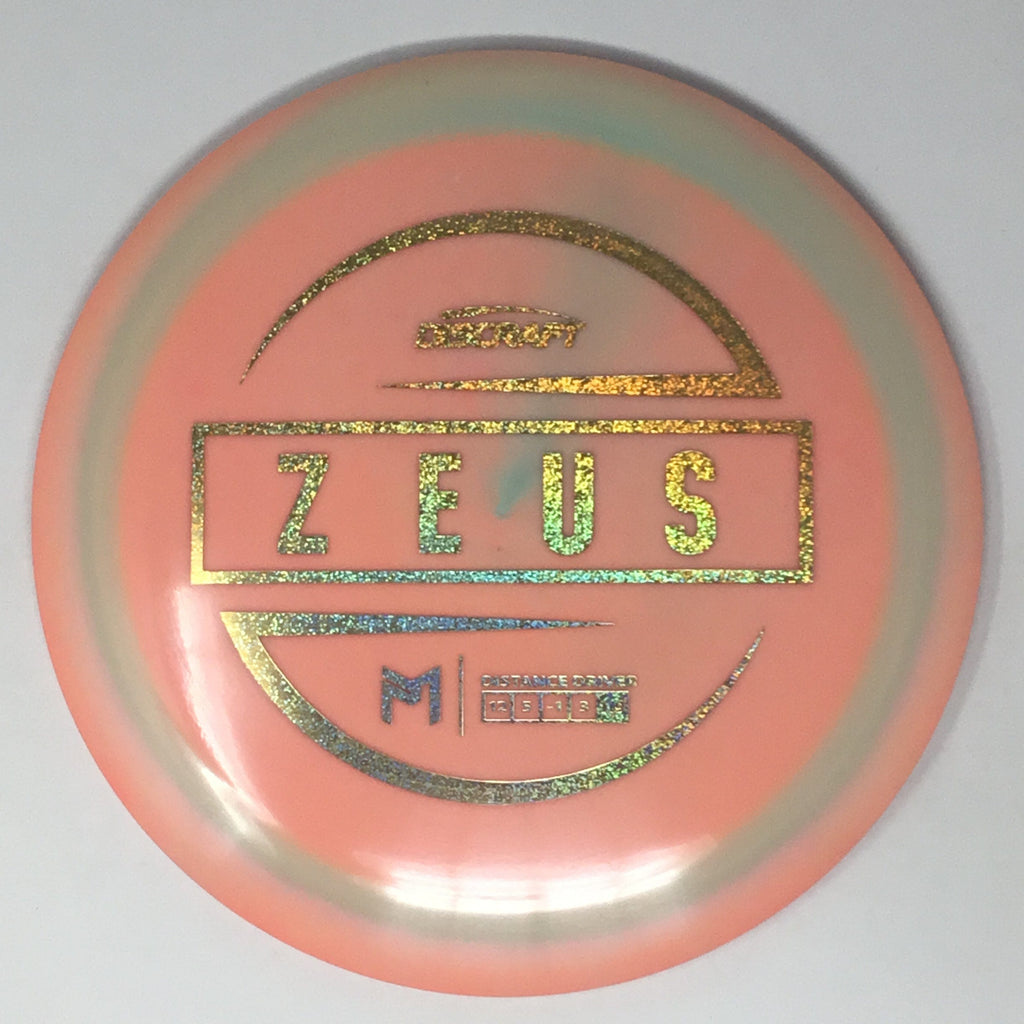 DISCRAFT
ZEUS
M
DISTANCE DRIVER
12 5 -1 3